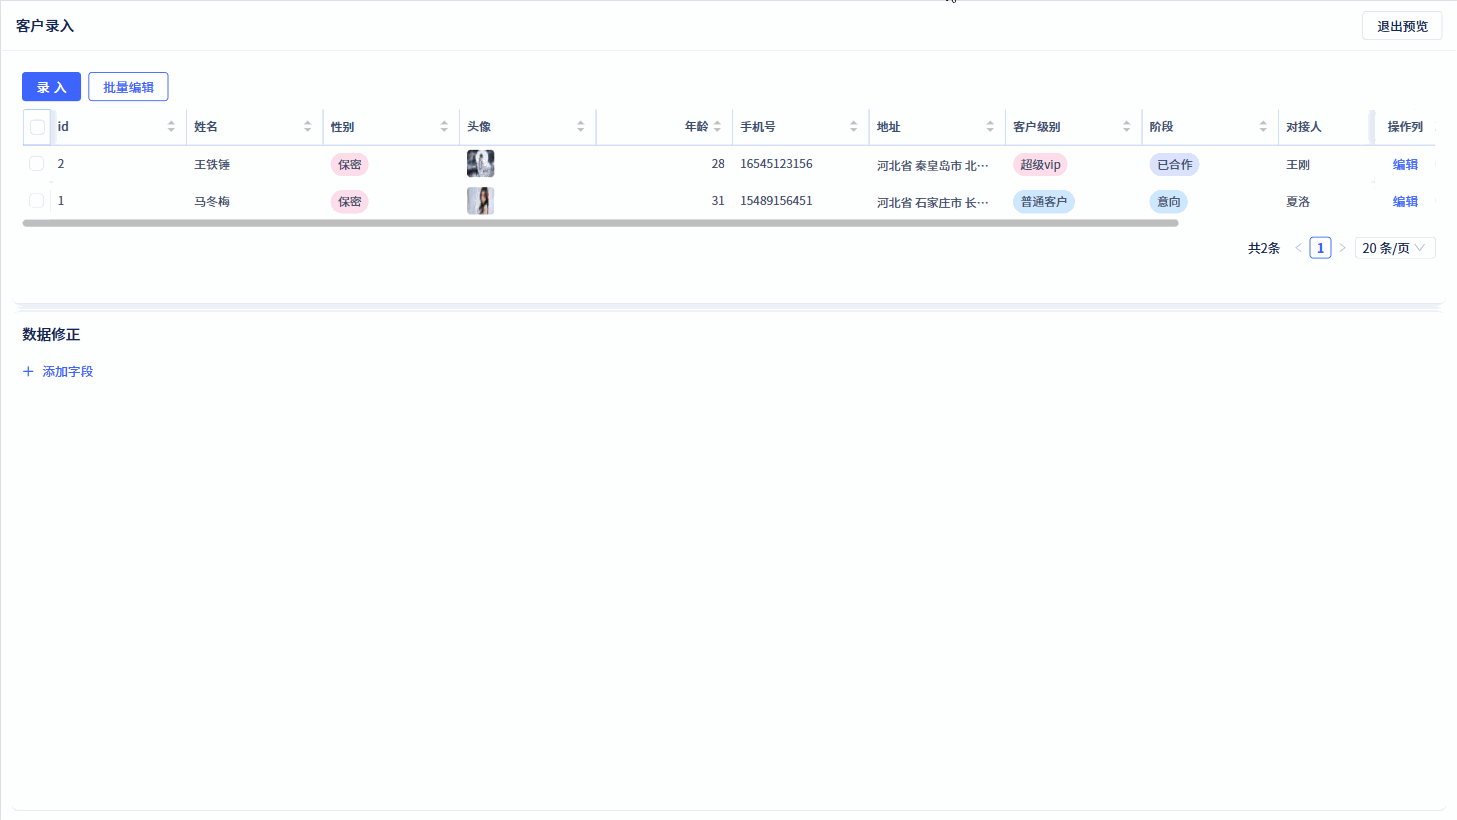 客户录入
退出预览
录 入
批量编辑
id 姓名 性别 头像 年龄 手机号 地址 客户级别 阶段 对接人 操作列
2 王铁锤 保密 28 16545123156 河北省 秦皇岛市 北··· 超级vip 已合作 王刚 编辑
1 马冬梅 保密 31 15489156451 河北省 石家庄市 长··· 普通客户 意向 夏洛 编辑
共2条 < 1 > 20 条/页
数据修正
+ 添加字段